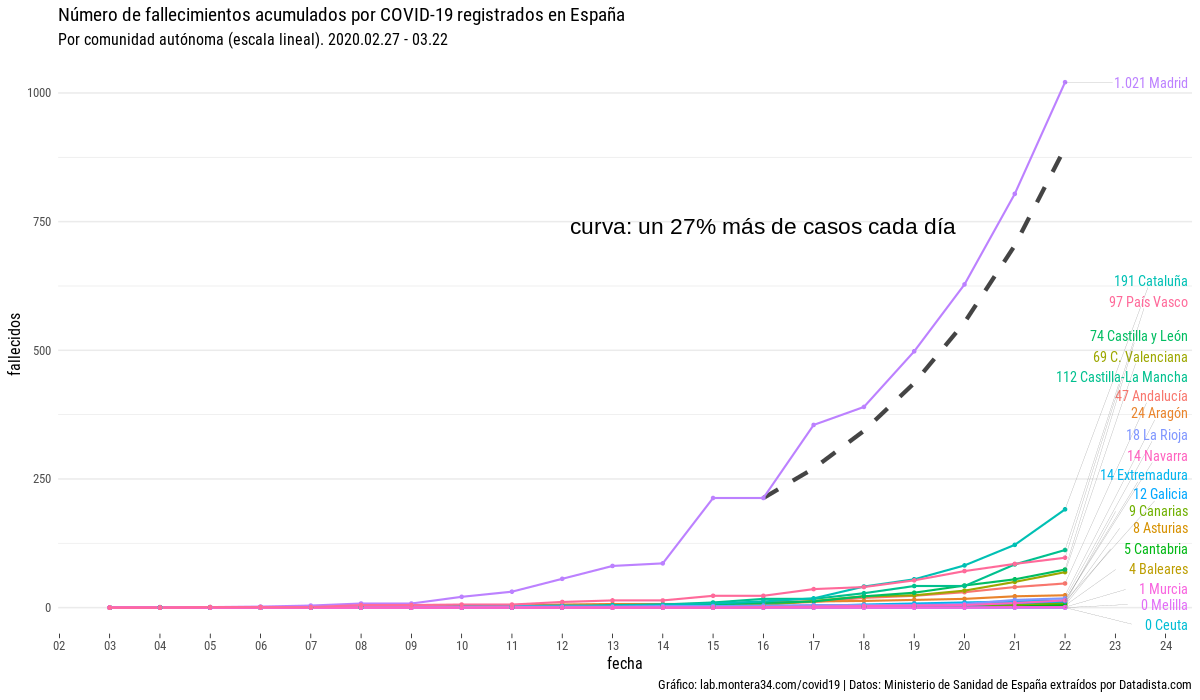 Número de fallecimientos acumulados por COVID-19 registrados en España
Por comunidad autónoma (escala lineal). 2020.02.27 - 03.22
1000
750
500
250
0
fallecidos
curva: un 27% más de casos cada día
1.021 Madrid
191 Cataluña
97 País Vasco
74 Castilla y León
69 C. Valenciana
112 Castilla-La Mancha
47 Andalucía
24 Aragón
18 La Rioja
14 Navarra
14 Extremadura
12 Galicia
9 Canarias
8 Asturias
5 Cantabria
4 Baleares
1 Murcia
0 Melilla
0 Ceuta
02 03 04 05 06 07 08 09 10 11 12 13 14 15 16 17 18 19 20 21 22 23 24
fecha
Gráfico: lab.montera34.com/covid19 | Datos: Ministerio de Sanidad de España extraídos por Datadista.com